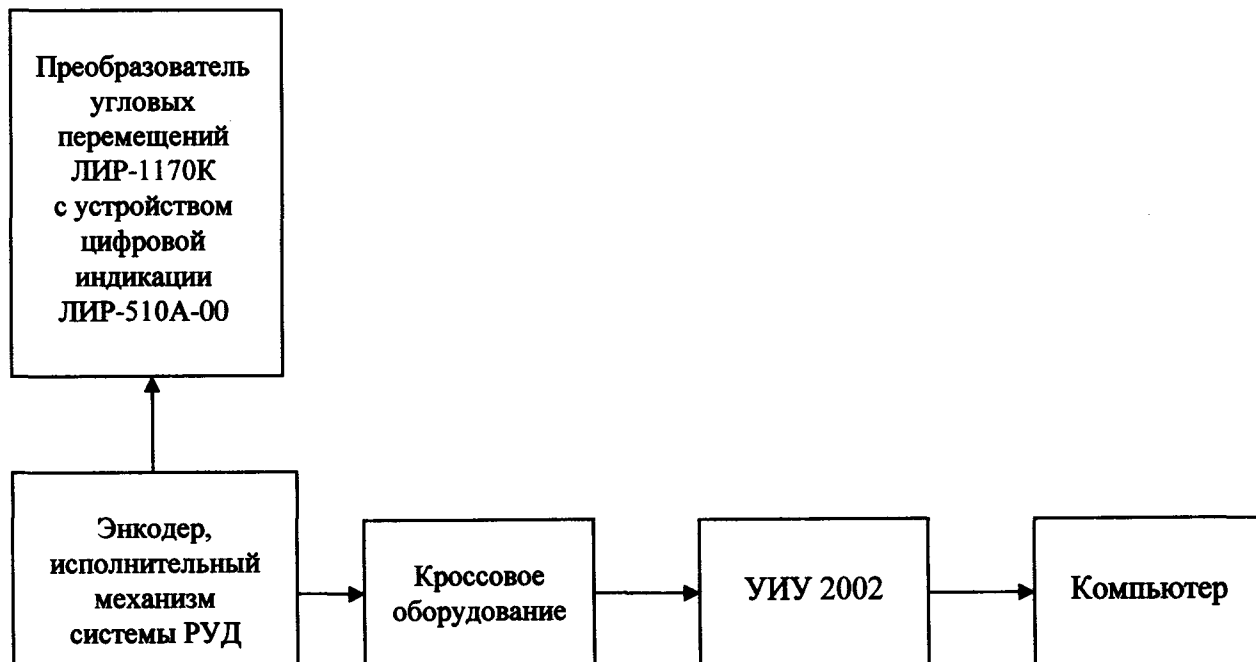 Преобразователь
угловых
перемещений
ЛИР-1170К
с устройством
цифровой
индикации
ЛИР-510А-00
Энкодер,
исполнительный
механизм
системы РУД
Кроссовое
оборудование
УИУ 2002
Компьютер